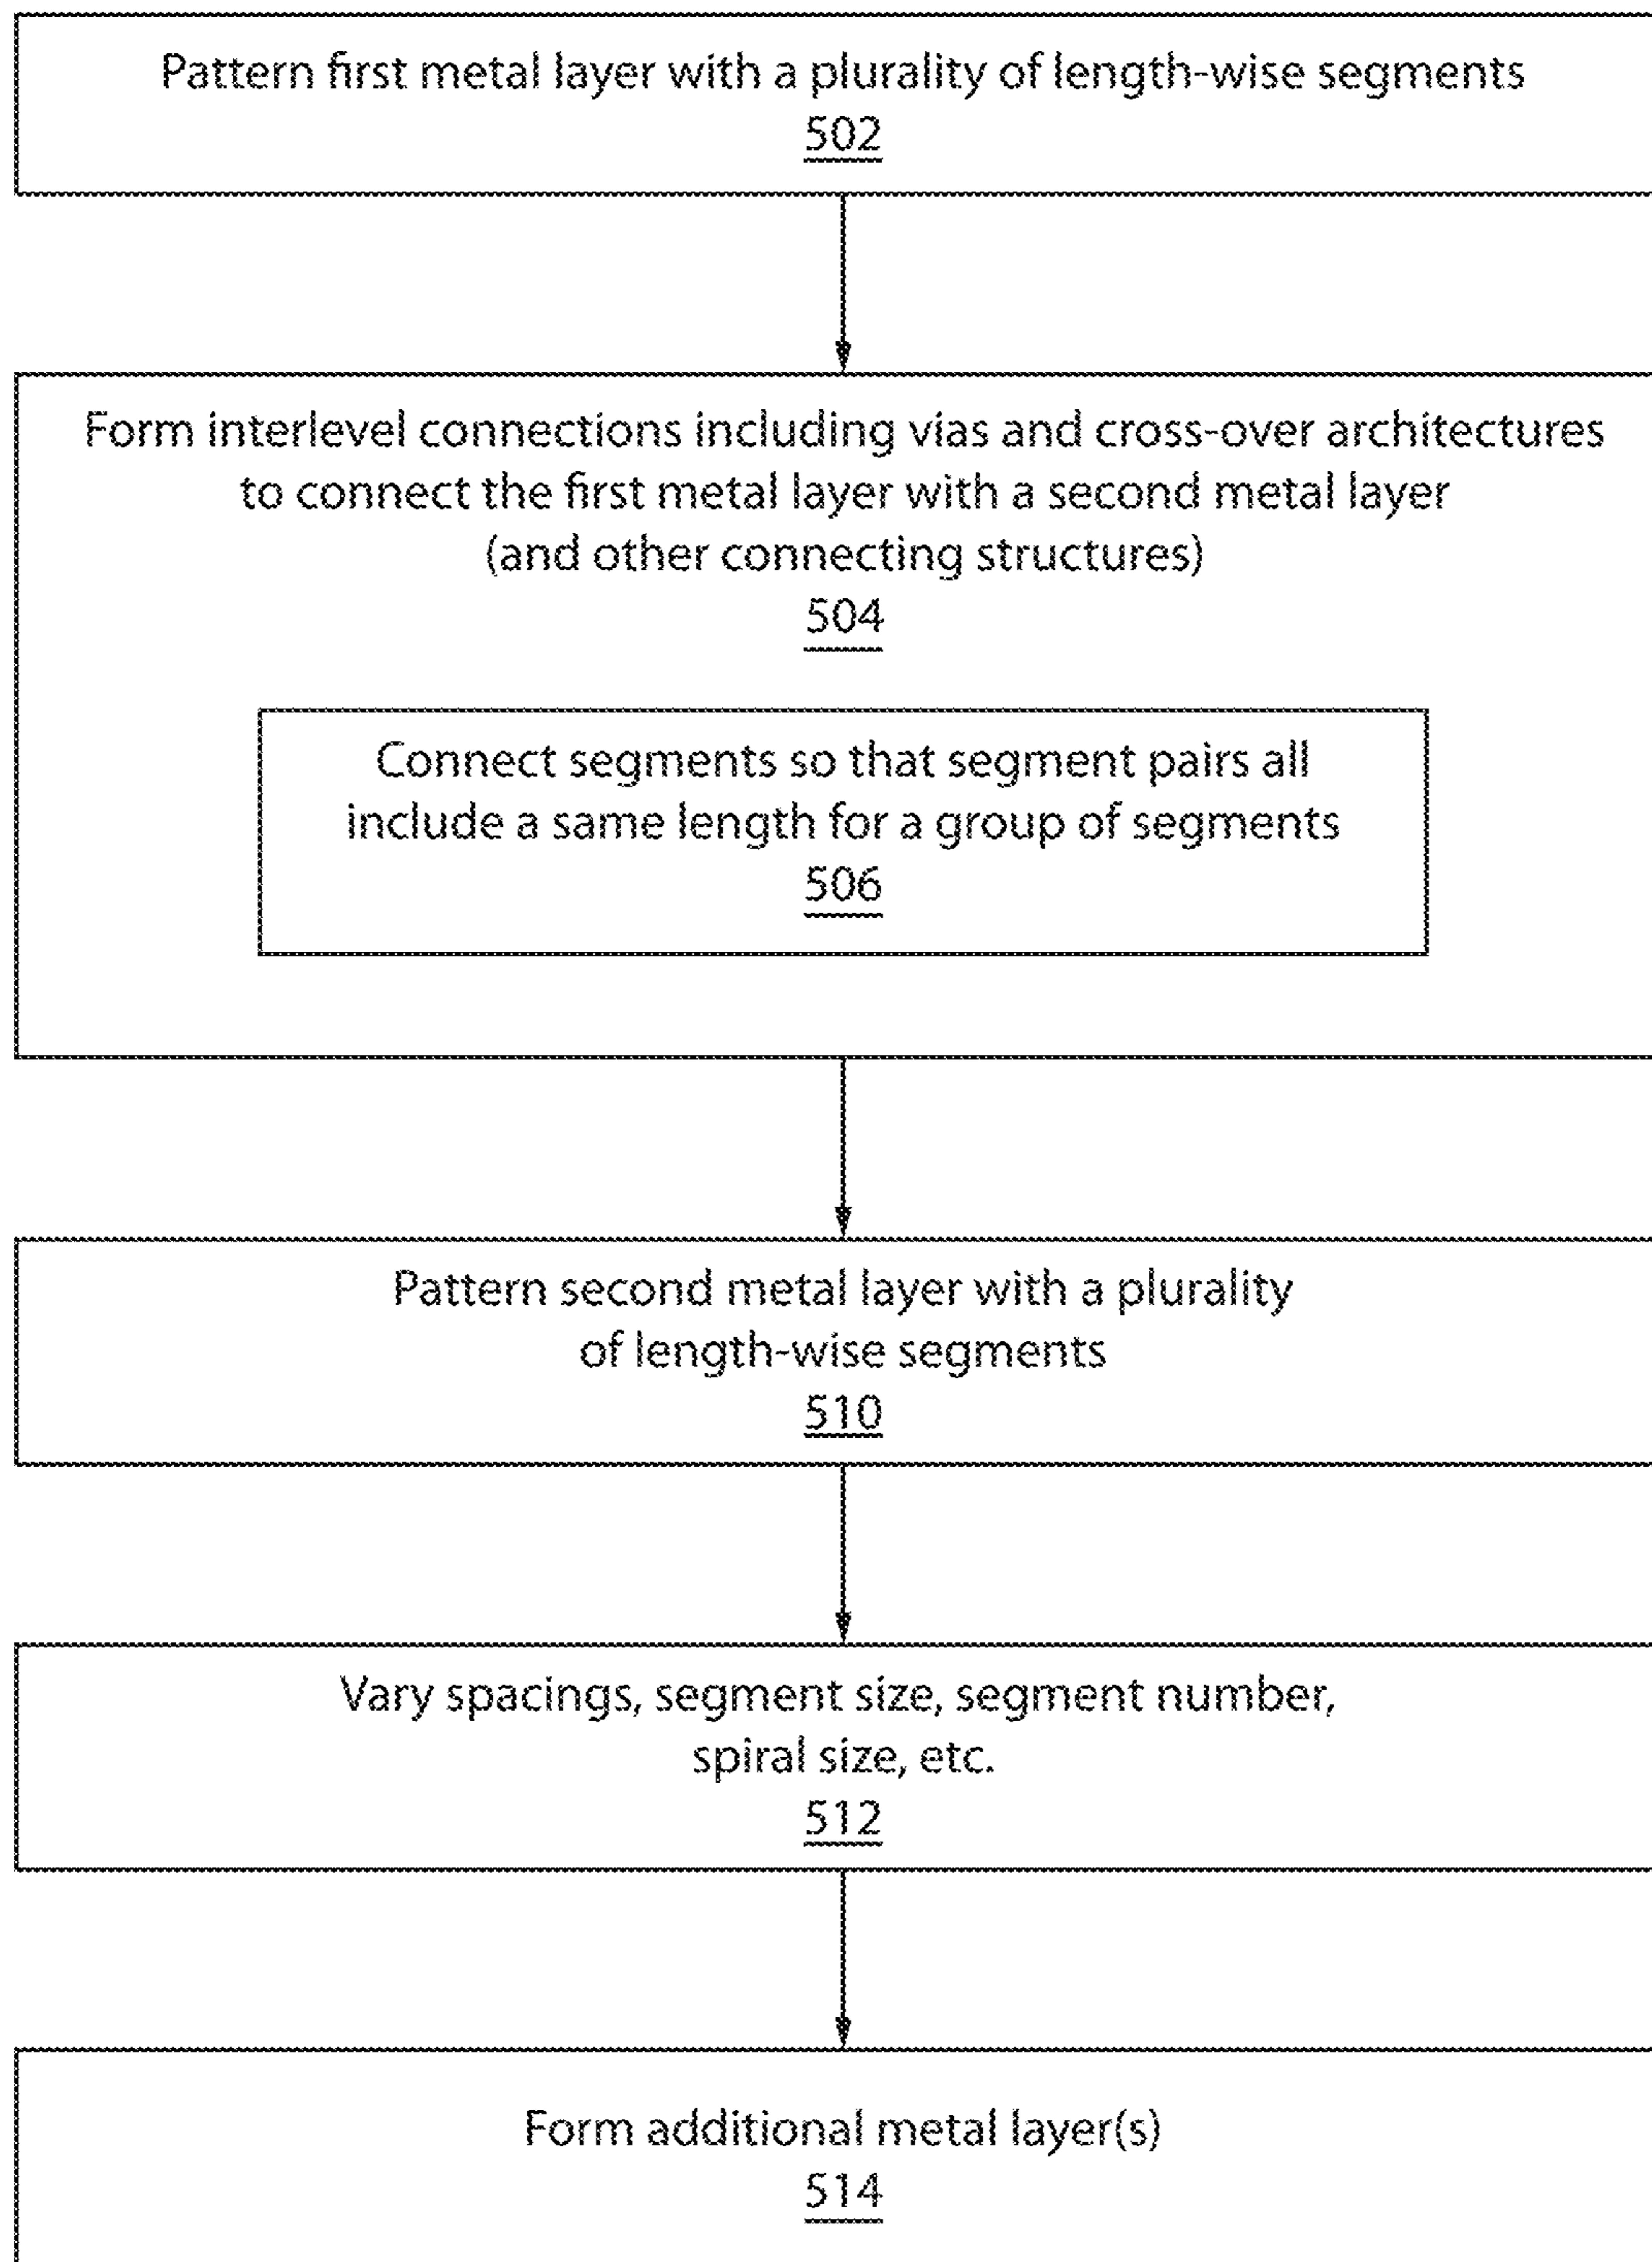 Pattern first metal layer with a plurality of length-wise segments
502
Form interlevel connections including vias and cross-over architectures
to connect the first metal layer with a second metal layer
(and other connecting structures)
504
Connect segments so that segment pairs all
include a same length for a group of segments
506
Pattern second metal layer with a plurality
of length-wise segments
510
Vary spacings, segment size, segment number,
spiral size, etc.
512
Form additional metal layer(s)
514